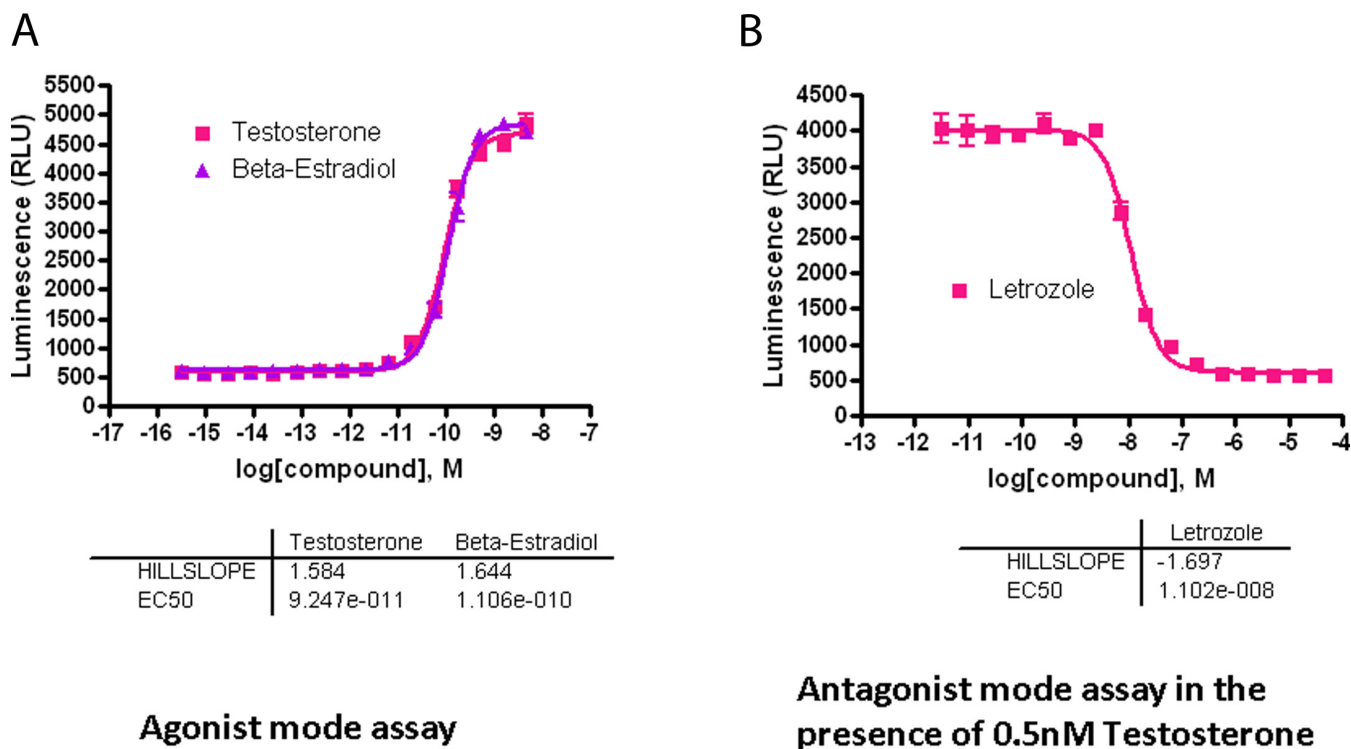 A
B
5500
5000
4500
4000
3500
3000
2500
2000
1500
1000
500
0
Luminescence (RLU)
Testosterone
Beta-Estradiol
-17 -16 -15 -14 -13 -12 -11 -10 -9 -8 -7
log[compound], M
Testosterone Beta-Estradiol
HILLSLOPE 1.584 1.644
EC50 9.247e-011 1.106e-010
Agonist mode assay
4500
4000
3500
3000
2500
2000
1500
1000
500
0
Luminescence (RLU)
Letrozole
-13 -12 -11 -10 -9 -8 -7 -6 -5 -4
log[compound], M
Letrozole
HILLSLOPE -1.697
EC50 1.102e-008
Antagonist mode assay in the
presence of 0.5nM Testosterone